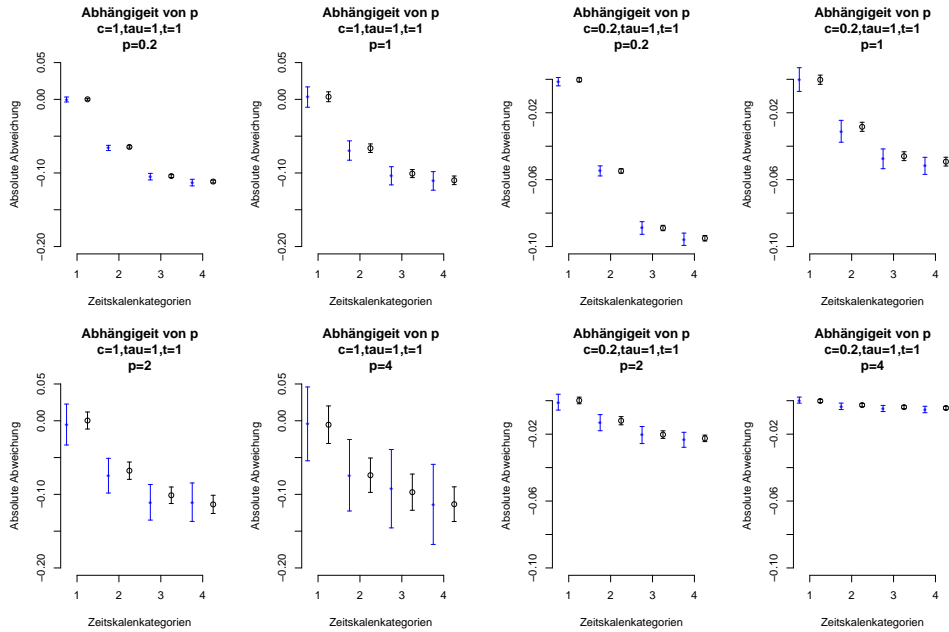 Abhängigeit von p
c=1,tau=1,t=1
p=0.2
Absolute Abweichung
0.05
0.00
−0.10
−0.20
1 2 3 4
Zeitskalenkategorien
Abhängigeit von p
c=1,tau=1,t=1
p=1
Absolute Abweichung
0.05
0.00
−0.10
−0.20
1 2 3 4
Zeitskalenkategorien
Abhängigeit von p
c=0.2,tau=1,t=1
p=0.2
Absolute Abweichung
−0.02
−0.06
−0.10
1 2 3 4
Zeitskalenkategorien
Abhängigeit von p
c=0.2,tau=1,t=1
p=1
Absolute Abweichung
−0.02
−0.06
−0.10
1 2 3 4
Zeitskalenkategorien
Abhängigeit von p
c=1,tau=1,t=1
p=2
Absolute Abweichung
0.05
0.00
−0.10
−0.20
1 2 3 4
Zeitskalenkategorien
Abhängigeit von p
c=1,tau=1,t=1
p=4
Absolute Abweichung
0.05
0.00
−0.10
−0.20
1 2 3 4
Zeitskalenkategorien
Abhängigeit von p
c=0.2,tau=1,t=1
p=2
Absolute Abweichung
−0.02
−0.06
−0.10
1 2 3 4
Zeitskalenkategorien
Abhängigeit von p
c=0.2,tau=1,t=1
p=4
Absolute Abweichung
−0.02
−0.06
−0.10
1 2 3 4
Zeitskalenkategorien